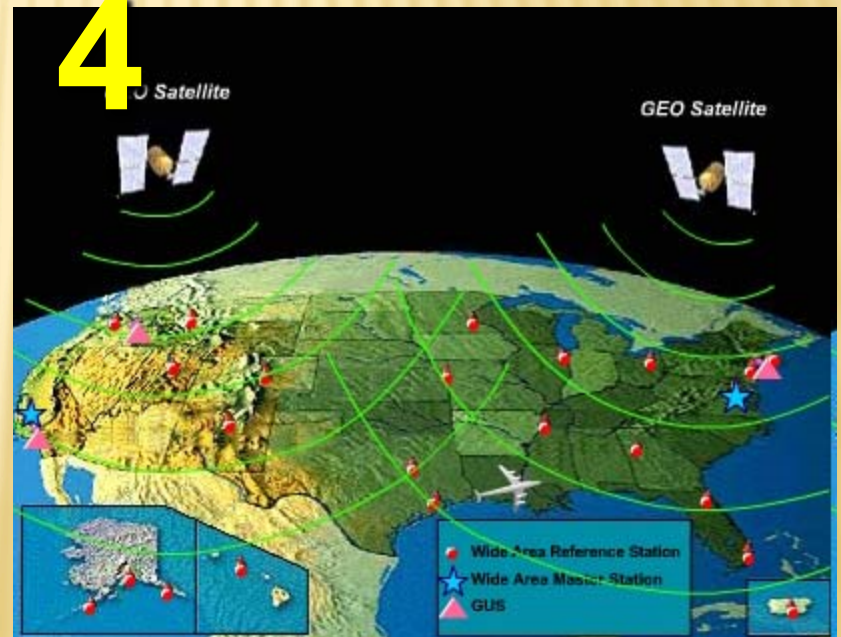 4
O Satellite
GEO Satellite
Wide Area Reference Station
Wide Area Master Station
GUS